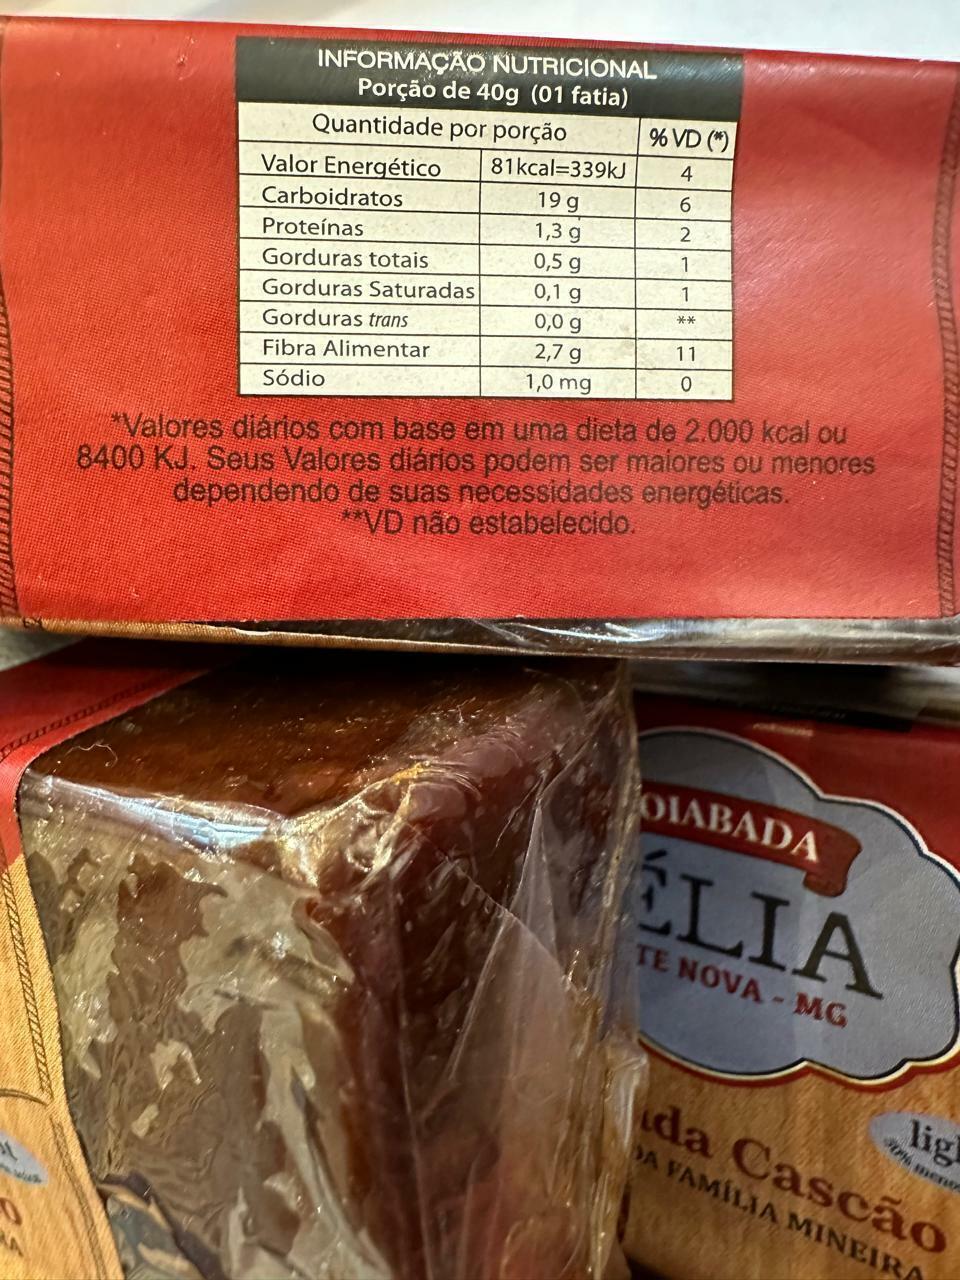 INFORMAÇÃO NUTRICIONAL
Porção de 40g (01 fatia)
Quantidade por porção % VD (*)
Valor Energético 81kcal=339kJ 4
Carboidratos 19 g 6
Proteínas 1,3 g 2
Gorduras totais 0,5 g 1
Gorduras Saturadas 0,1 g 1
Gorduras trans 0,0 g **
Fibra Alimentar 2,7 g 11
Sódio 1,0 mg 0
*Valores diários com base em uma dieta de 2.000 kcal ou
8400 KJ. Seus Valores diários podem ser maiores ou menores
dependendo de suas necessidades energéticas.
**VD não estabelecido.
OIABADA
ÉLIA
TE NOVA - MG
ada Cascão
DA FAMÍLIA MINEIRA
ligh